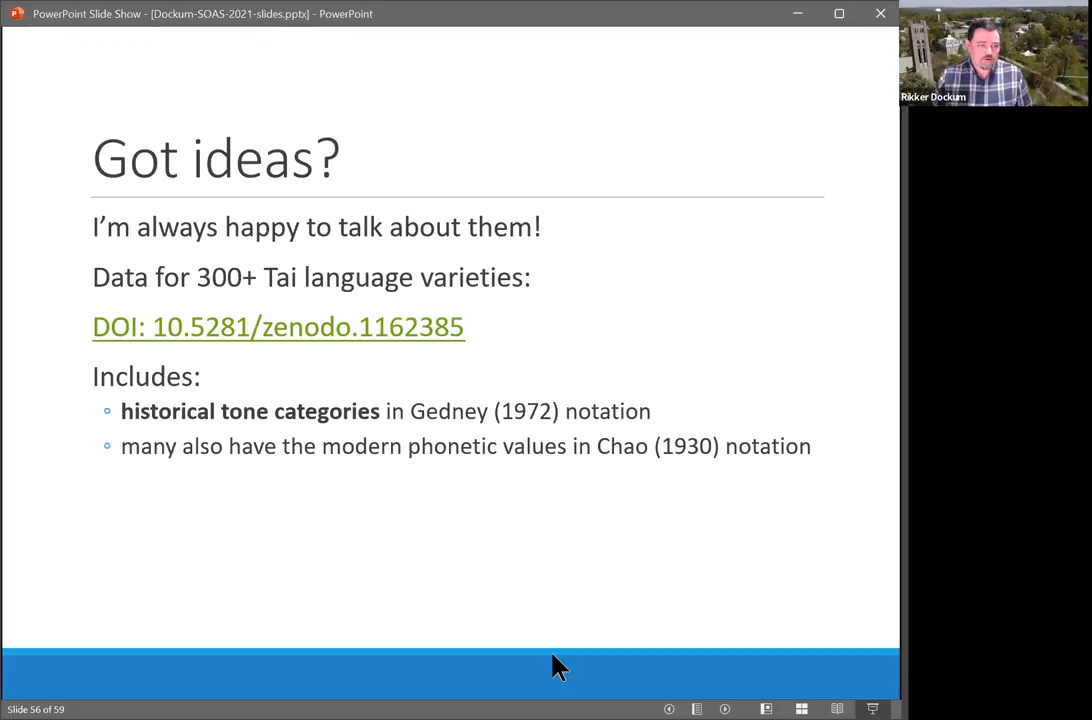 PowerPoint Slide Show - [Dockum-SOAS-2021-slides.pptx] - PowerPoint
Rikker Dockum
Got ideas?
I’m always happy to talk about them!
Data for 300+ Tai language varieties:
DOI: 10.5281/zenodo.1162385
Includes:
◦ historical tone categories in Gedney (1972) notation
◦ many also have the modern phonetic values in Chao (1930) notation
Slide 56 of 59